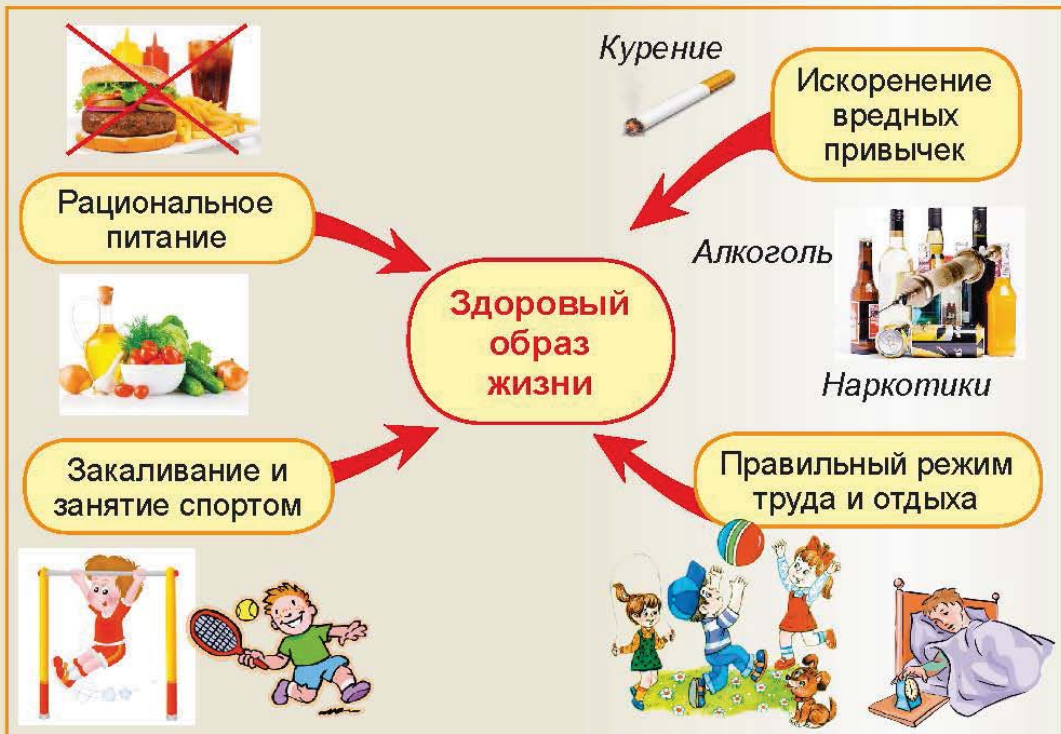 Курение
Искоренение
вредных
привычек
Рациональное
питание
Алкоголь
Здоровый
образ
жизни
Наркотики
Закаливание и
занятие спортом
Правильный режим
труда и отдыха